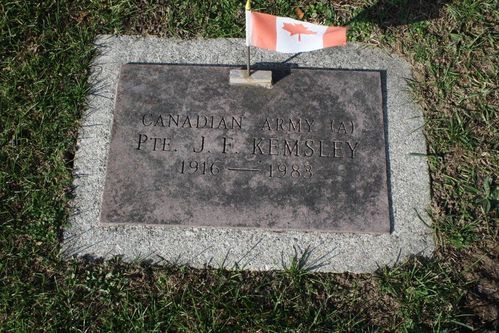 CANADIAN ARMY (A)
PTE. J. E. KEMSLEY
1916 — 1983